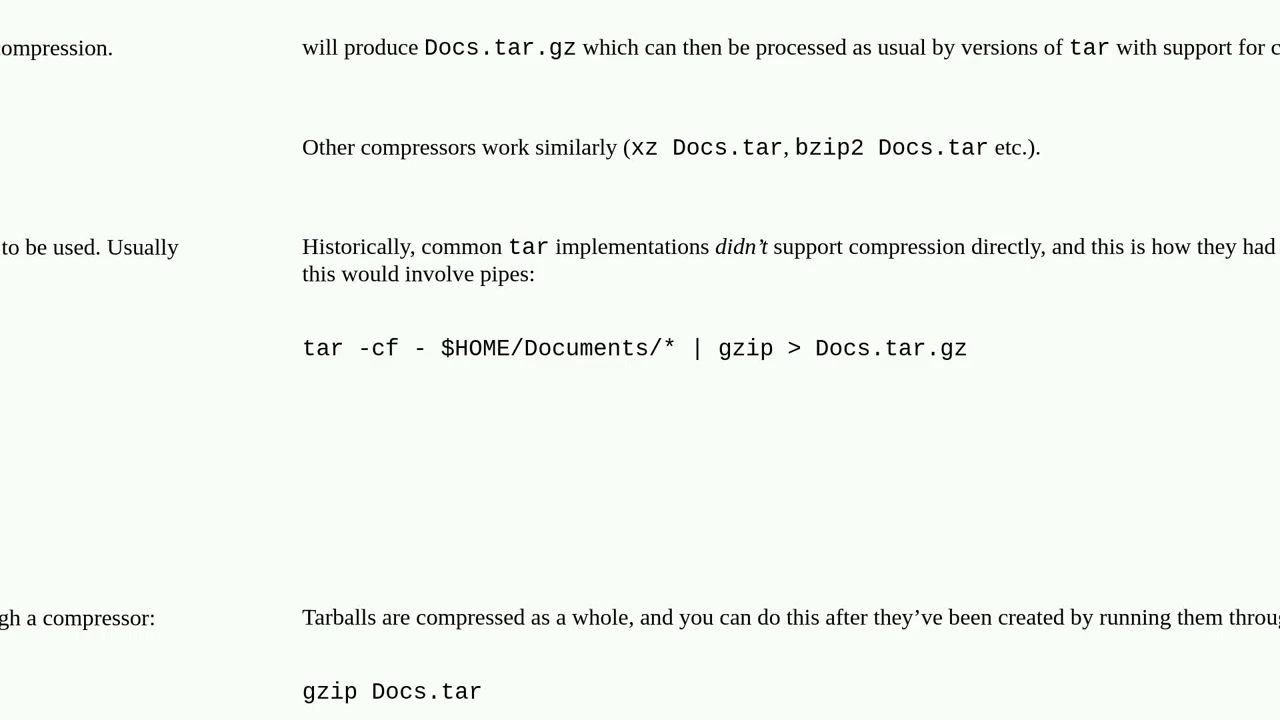 ompression.
will produce Docs.tar.gz which can then be processed as usual by versions of tar with support for c
Other compressors work similarly (xz Docs.tar, bzip2 Docs.tar etc.).
to be used. Usually
Historically, common tar implementations didn’t support compression directly, and this is how they had
this would involve pipes:
tar -cf - $HOME/Documents/* | gzip > Docs.tar.gz
gh a compressor:
Tarballs are compressed as a whole, and you can do this after they’ve been created by running them throug
gzip Docs.tar